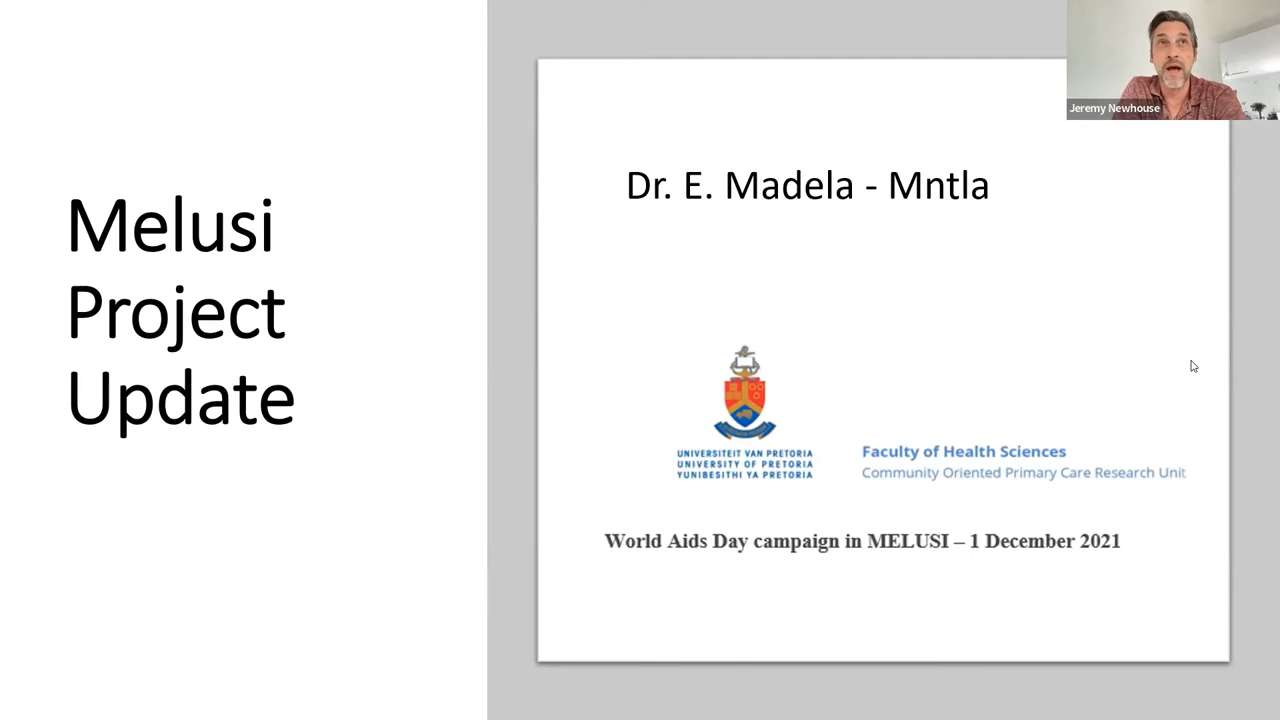 Melusi
Project
Update
Jeremy Newhouse
Dr. E. Madela - Mntla
UNIVERSITEIT VAN PRETORIA
UNIVERSITY OF PRETORIA
YUNIBESITHI YA PRETORIA
Faculty of Health Sciences
Community Oriented Primary Care Research Unit
World Aids Day campaign in MELUSI – 1 December 2021